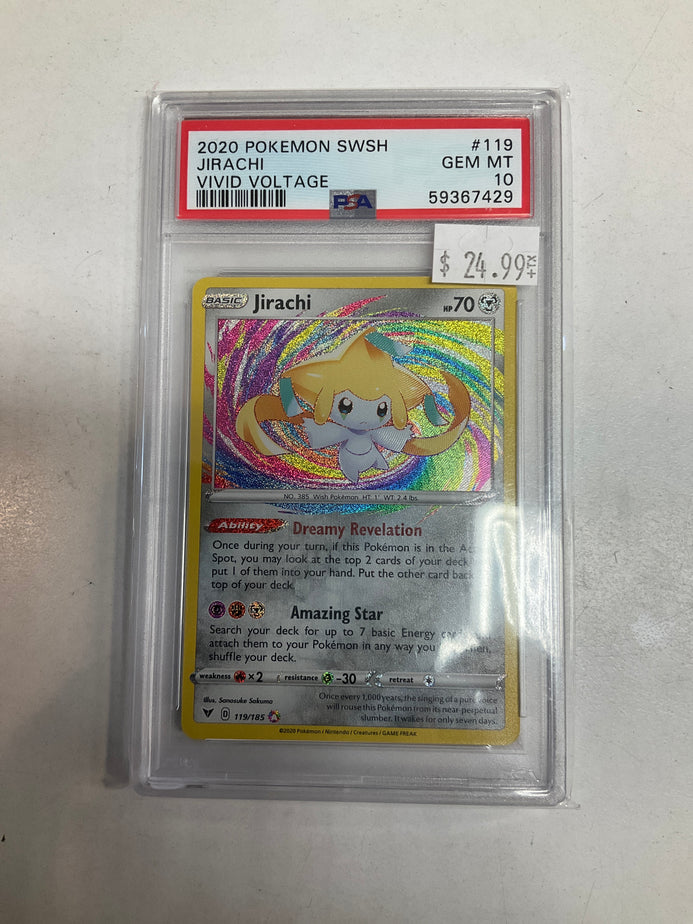 2020 POKEMON SWSH #119
JIRACHI GEM MT
VIVID VOLTAGE 10
PSA 59367429
$ 24.99 +TX
BASIC Jirachi HP 70
NO. 385 Wish Pokémon HT: 1' WT: 2.4 lbs.
Ability Dreamy Revelation
Once during your turn, if this Pokémon is in the
Spot, you may look at the top 2 cards of your deck
put 1 of them into your hand. Put the other card back
top of your deck.
Amazing Star
Search your deck for up to 7 basic Energy
attach them to your Pokémon in any way you
shuffle your deck.
weakness ×2 resistance -30 retreat
Illus. Sanosuke Sakuma
Once every 1,000 years, the singing of a pure voice
will rouse this Pokémon from its near-perpetual
slumber. It wakes for only seven days.
D 119/185 A
©2020 Pokémon / Nintendo / Creatures / GAME FREAK